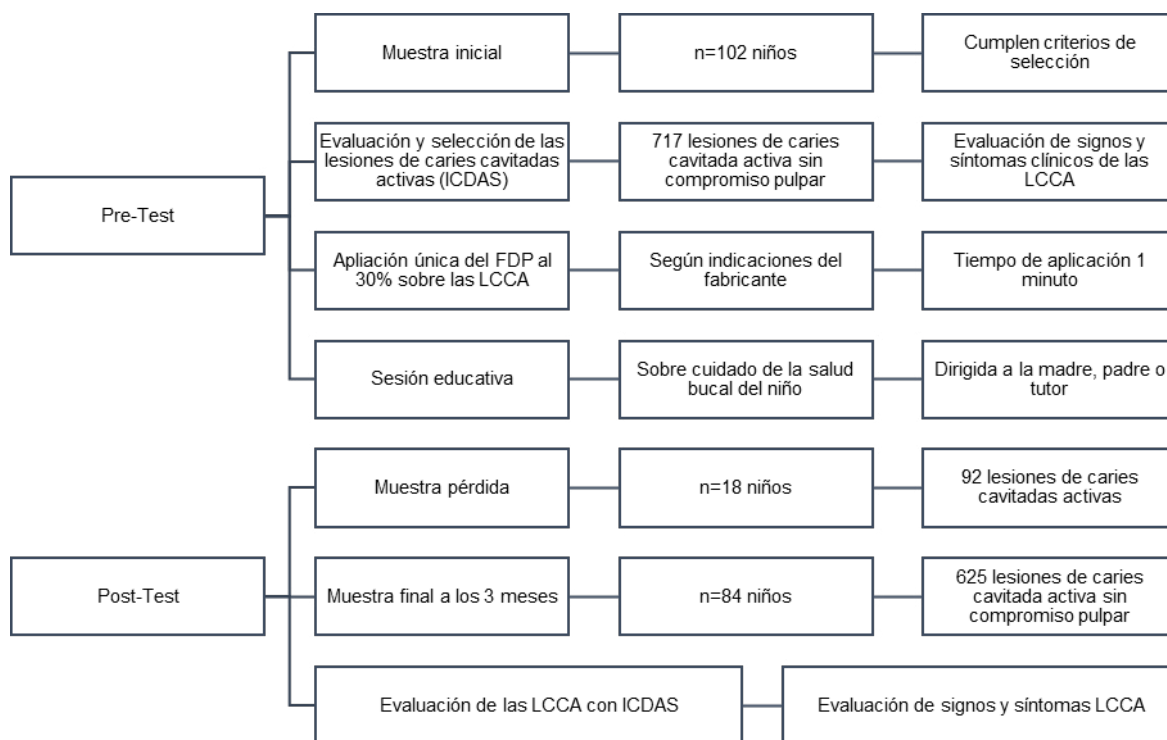 Muestra inicial
n=102 niños
Cumplen criterios de
selección
Pre-Test
Evaluación y selección de las
lesiones de caries cavitadas
activas (ICDAS)
717 lesiones de caries
cavitada activa sin
compromiso pulpar
Evaluación de signos y
síntomas clínicos de las
LCCA
Apliación única del FDP al
30% sobre las LCCA
Según indicaciones del
fabricante
Tiempo de aplicación 1
minuto
Sesión educativa
Sobre cuidado de la salud
bucal del niño
Dirigida a la madre, padre o
tutor
Post-Test
Muestra pérdida
n=18 niños
92 lesiones de caries
cavitadas activas
Muestra final a los 3 meses
n=84 niños
625 lesiones de caries
cavitada activa sin
compromiso pulpar
Evaluación de las LCCA con ICDAS
Evaluación de signos y síntomas LCCA